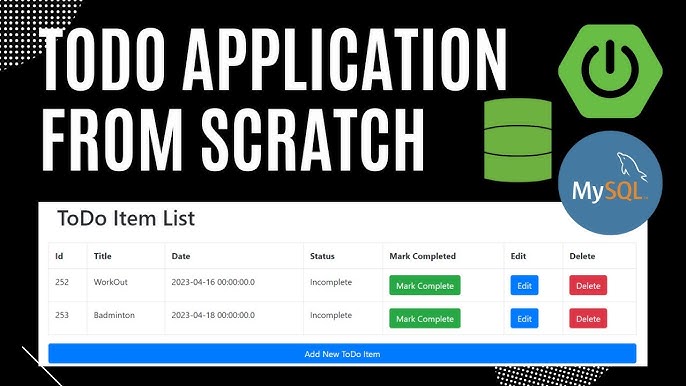 TODO APPLICATION
FROM SCRATCH
MySQL
ToDo Item List
Id Title Date Status Mark Completed Edit Delete
252 WorkOut 2023-04-16 00:00:00.0 Incomplete Mark Complete Edit Delete
253 Badminton 2023-04-18 00:00:00.0 Incomplete Mark Complete Edit Delete
Add New ToDo Item